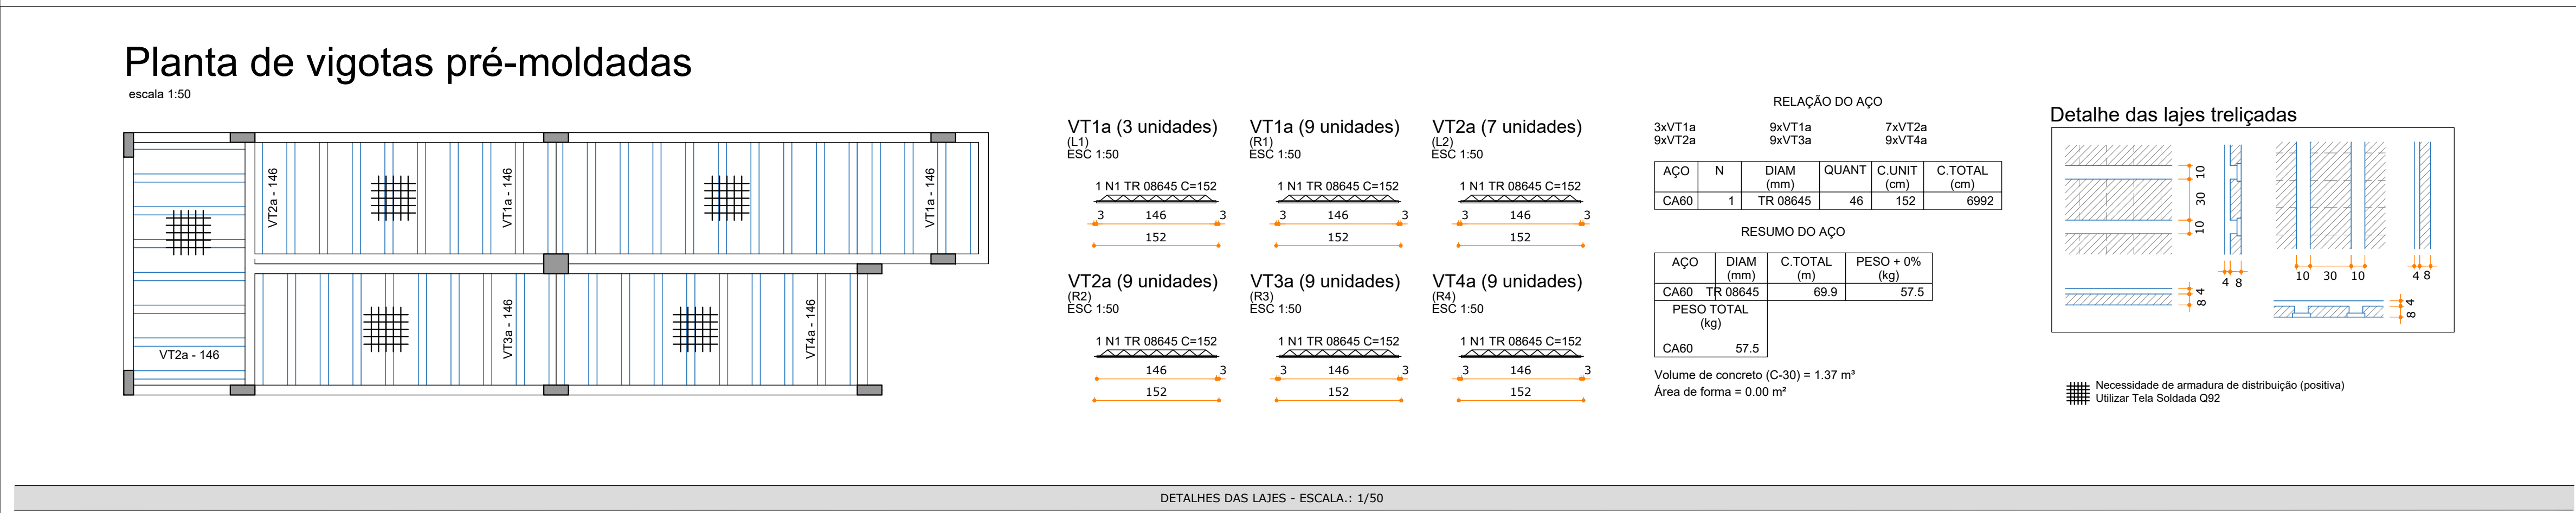 Planta de vigotas pré-moldadas
escala 1:50
VT2a - 146
VT1a - 146
VT1a - 146
VT2a - 146
VT3a - 146
VT4a - 146
VT1a (3 unidades)
(L1)
ESC 1:50
1 N1 TR 08645 C=152
3 146 3
152
VT1a (9 unidades)
(R1)
ESC 1:50
1 N1 TR 08645 C=152
3 146 3
152
VT2a (7 unidades)
(L2)
ESC 1:50
1 N1 TR 08645 C=152
3 146 3
152
VT2a (9 unidades)
(R2)
ESC 1:50
1 N1 TR 08645 C=152
146 3
152
VT3a (9 unidades)
(R3)
ESC 1:50
1 N1 TR 08645 C=152
3 146 3
152
VT4a (9 unidades)
(R4)
ESC 1:50
1 N1 TR 08645 C=152
3 146 3
152
RELAÇÃO DO AÇO
3xVT1a 9xVT1a 7xVT2a
9xVT2a 9xVT3a 9xVT4a
AÇO N DIAM QUANT C.UNIT C.TOTAL
(mm) (cm) (cm)
CA60 1 TR 08645 46 152 6992
RESUMO DO AÇO
AÇO DIAM C.TOTAL PESO + 0%
(mm) (m) (kg)
CA60 TR 08645 69.9 57.5
PESO TOTAL
(kg)
CA60 57.5
Volume de concreto (C-30) = 1.37 m³
Área de forma = 0.00 m²
Detalhe das lajes treliçadas
10
30
10
4 8
10 30 10
4 8
4
8
4
8
Necessidade de armadura de distribuição (positiva)
Utilizar Tela Soldada Q92
DETALHES DAS LAJES - ESCALA.: 1/50